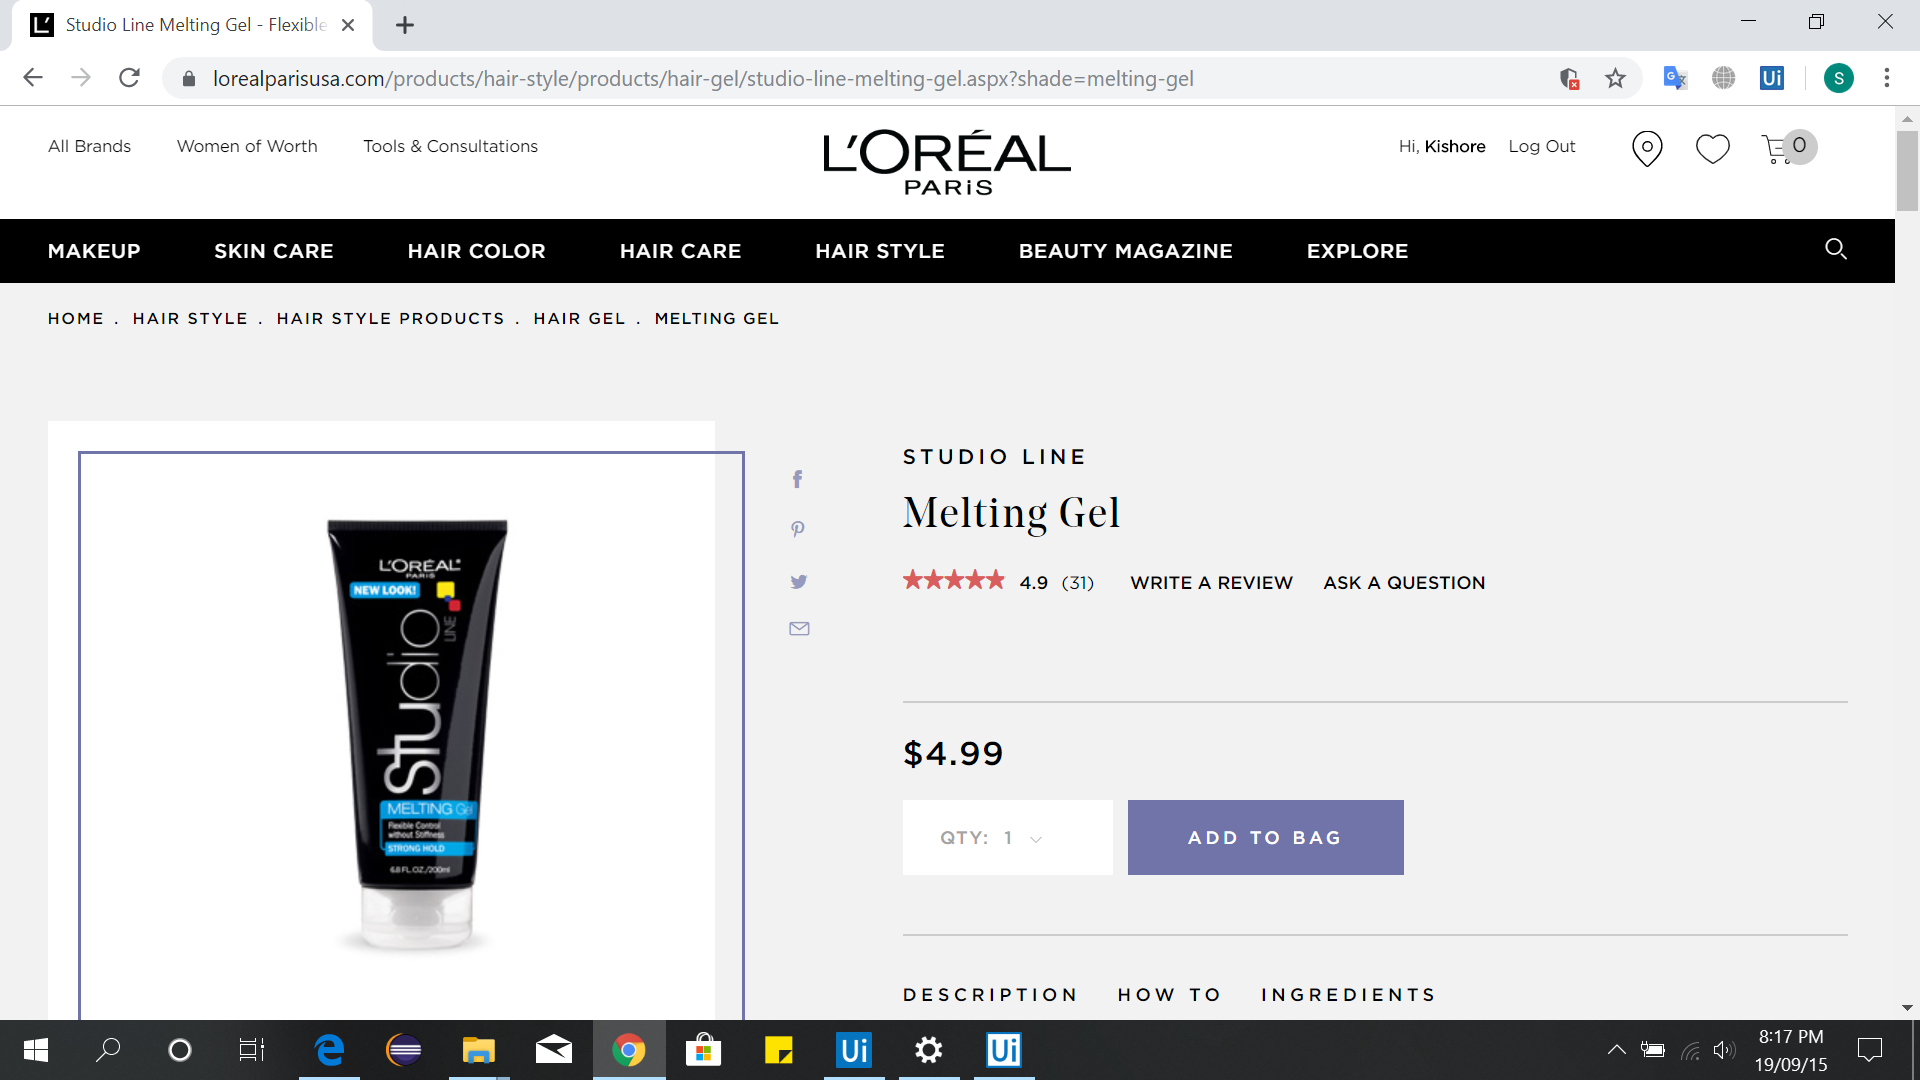 Studio Line Melting Gel - Flexible
lorealparisusa.com/products/hair-style/products/hair-gel/studio-line-melting-gel.aspx?shade=melting-gel
S
All Brands Women of Worth Tools & Consultations
L'ORÉAL
PARiS
Hi, Kishore Log Out 0
MAKEUP SKIN CARE HAIR COLOR HAIR CARE HAIR STYLE BEAUTY MAGAZINE EXPLORE
HOME . HAIR STYLE . HAIR STYLE PRODUCTS . HAIR GEL . MELTING GEL
L'ORÉAL
PARIS
NEW LOOK!
Studio LINE
MELTING Gel
Flexible Control
without Stiffness
STRONG HOLD
6.8 FL.OZ./200ml
STUDIO LINE
Melting Gel
4.9 (31) WRITE A REVIEW ASK A QUESTION
$4.99
QTY: 1 ADD TO BAG
DESCRIPTION HOW TO INGREDIENTS
Ui Ui
8:17 PM
19/09/15